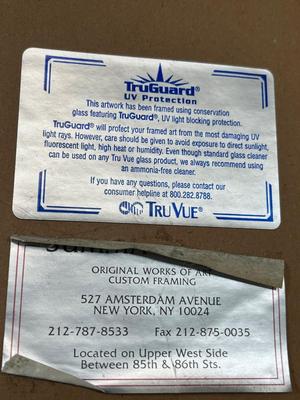 TruGuard®
UV Protection
This artwork has been framed using conservation
glass featuring TruGuard®, UV light blocking protection.
TruGuard® will protect your framed art from the most damaging UV
light rays. However, care should be given to avoid exposure to direct sunlight,
fluorescent light, high heat or humidity. Even though standard glass cleaner
can be used on any Tru Vue glass product, we always recommend using
an ammonia-free cleaner.
If you have any questions, please contact our
consumer helpline at 800.282.8788.
TRU VUE®
ORIGINAL WORKS OF ART
CUSTOM FRAMING
527 AMSTERDAM AVENUE
NEW YORK, NY 10024
212-787-8533 Fax 212-875-0035
Located on Upper West Side
Between 85th & 86th Sts.